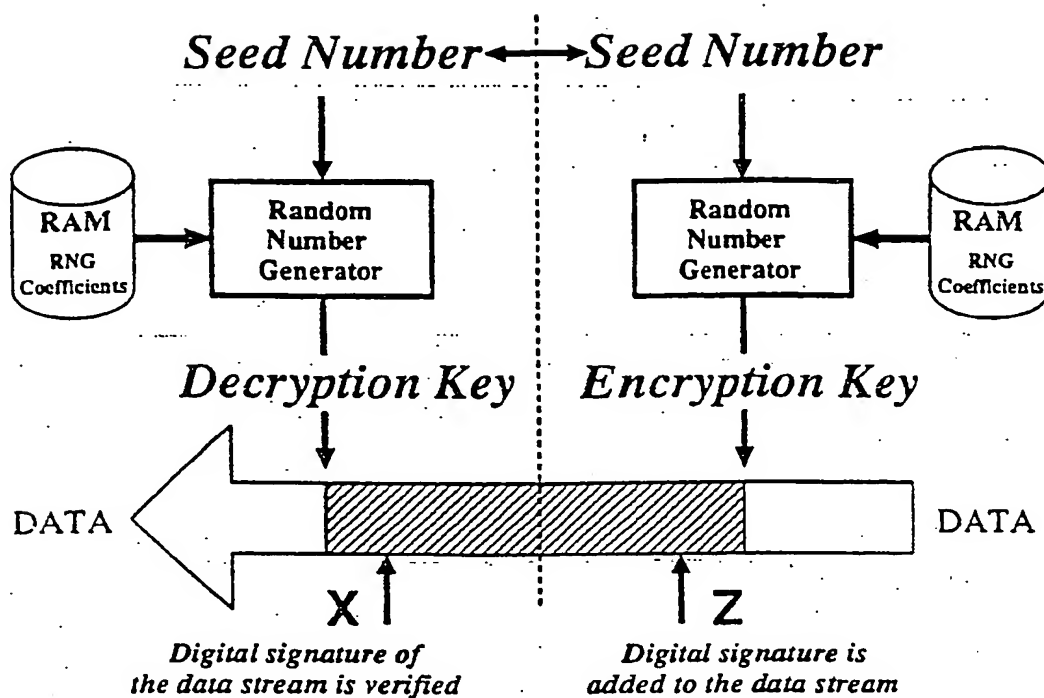 Seed Number Seed Number
RAM
RNG
Coefficients
Random
Number
Generator
Random
Number
Generator
RAM
RNG
Coefficients
Decryption Key Encryption Key
DATA DATA
X Z
Digital signature of
the data stream is verified
Digital signature is
added to the data stream